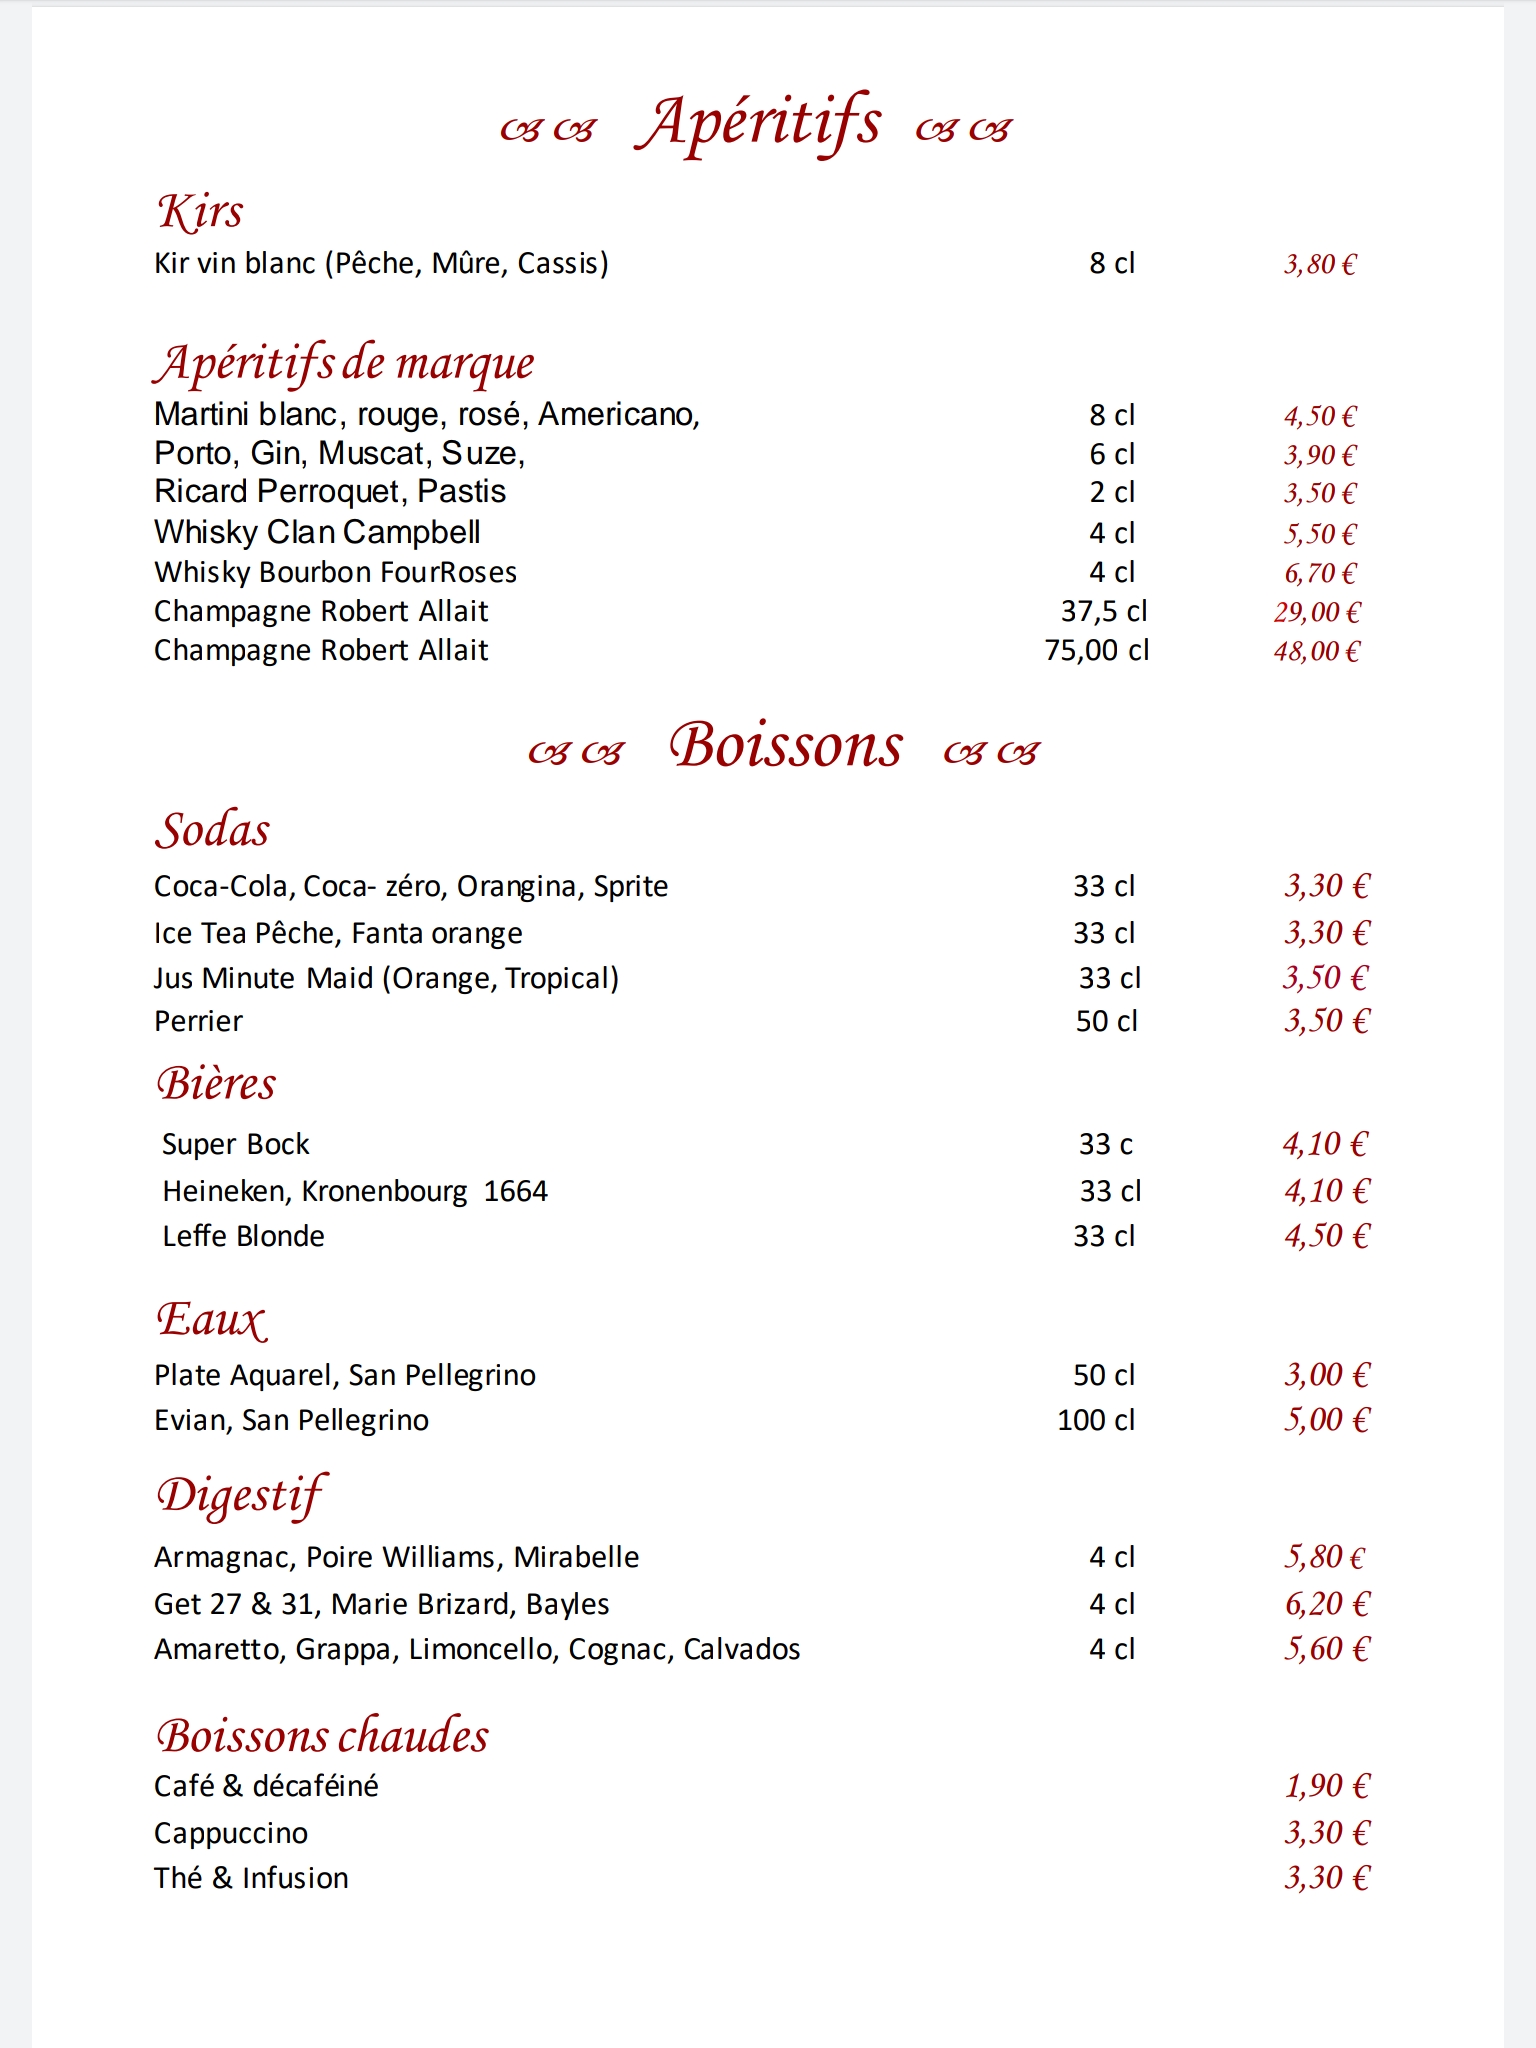 Apéritifs
Kirs
Kir vin blanc (Pêche, Mûre, Cassis) 8 cl 3,80 €
Apéritifs de marque
Martini blanc, rouge, rosé, Americano, 8 cl 4,50 €
Porto, Gin, Muscat, Suze, 6 cl 3,90 €
Ricard Perroquet, Pastis 2 cl 3,50 €
Whisky Clan Campbell 4 cl 5,50 €
Whisky Bourbon FourRoses 4 cl 6,70 €
Champagne Robert Allait 37,5 cl 29,00 €
Champagne Robert Allait 75,00 cl 48,00 €
Boissons
Sodas
Coca-Cola, Coca- zéro, Orangina, Sprite 33 cl 3,30 €
Ice Tea Pêche, Fanta orange 33 cl 3,30 €
Jus Minute Maid (Orange, Tropical) 33 cl 3,50 €
Perrier 50 cl 3,50 €
Bières
Super Bock 33 c 4,10 €
Heineken, Kronenbourg 1664 33 cl 4,10 €
Leffe Blonde 33 cl 4,50 €
Eaux
Plate Aquarel, San Pellegrino 50 cl 3,00 €
Evian, San Pellegrino 100 cl 5,00 €
Digestif
Armagnac, Poire Williams, Mirabelle 4 cl 5,80 €
Get 27 & 31, Marie Brizard, Bayles 4 cl 6,20 €
Amaretto, Grappa, Limoncello, Cognac, Calvados 4 cl 5,60 €
Boissons chaudes
Café & décaféiné 1,90 €
Cappuccino 3,30 €
Thé & Infusion 3,30 €